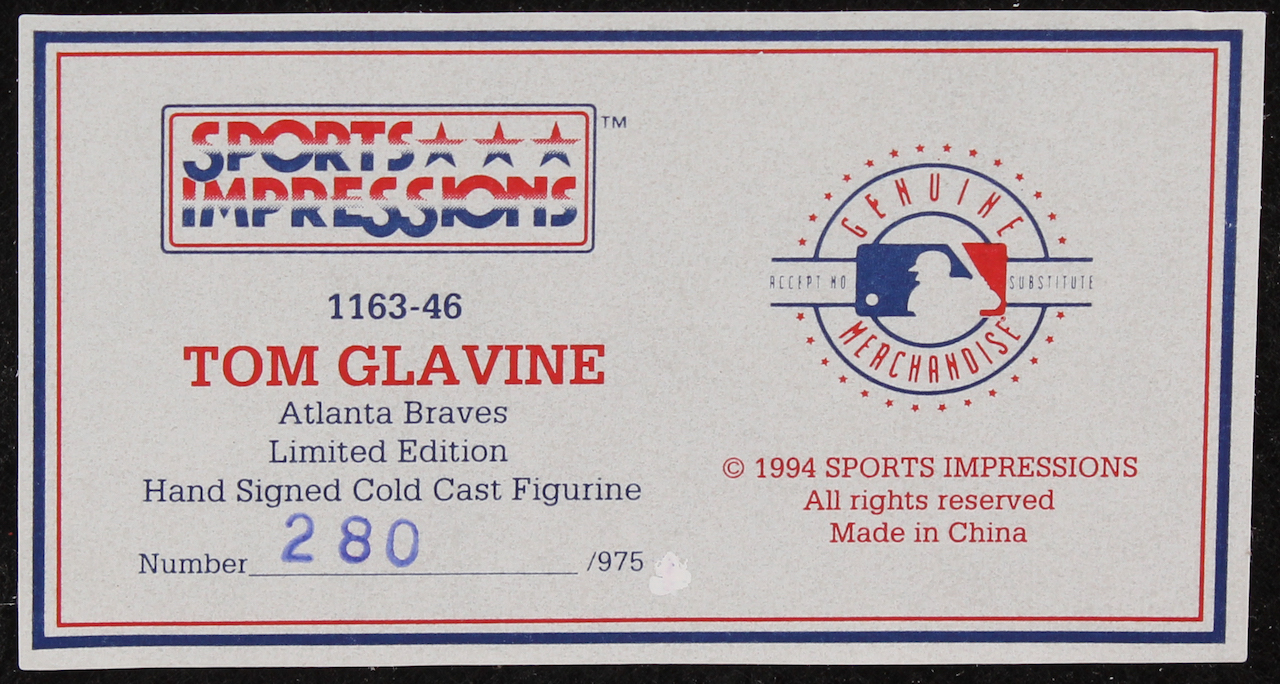 SPORTS
IMPRESSIONS
TM
1163-46
TOM GLAVINE
Atlanta Braves
Limited Edition
Hand Signed Cold Cast Figurine
Number 280 /975
GENUINE
ACCEPT NO SUBSTITUTE
MERCHANDISE
© 1994 SPORTS IMPRESSIONS
All rights reserved
Made in China